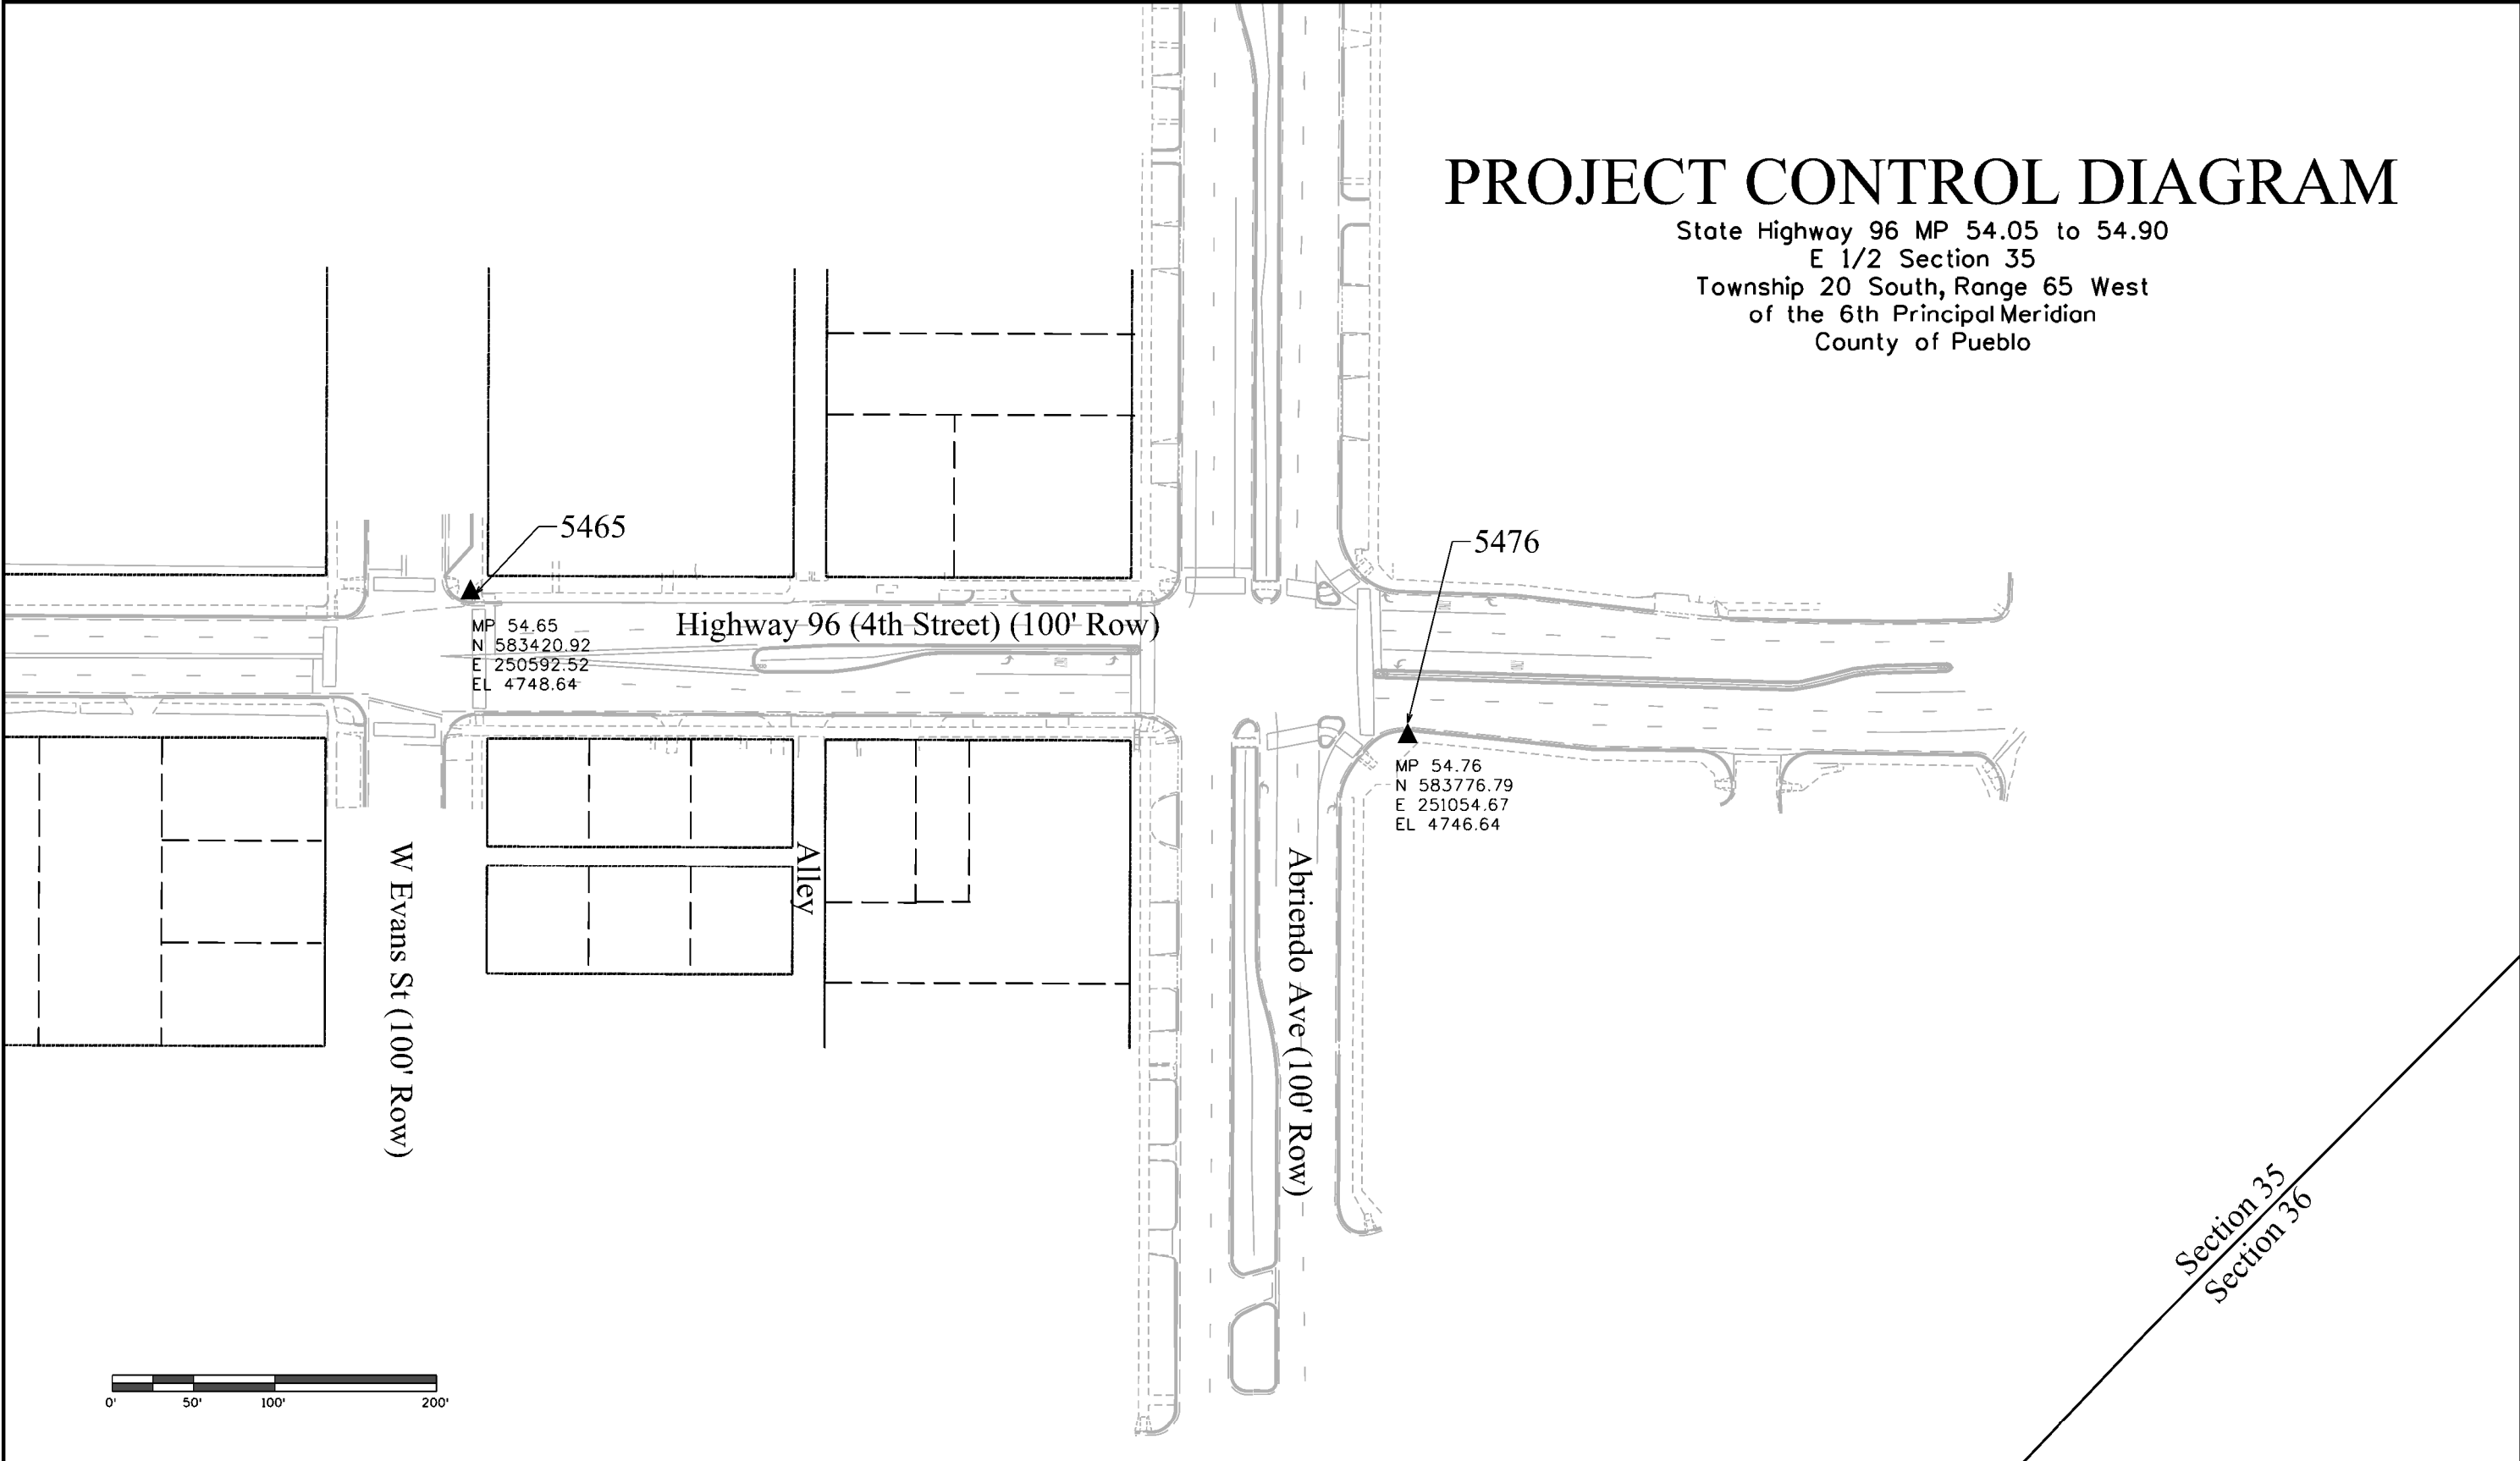 PROJECT CONTROL DIAGRAM
State Highway 96 MP 54.05 to 54.90
E 1/2 Section 35
Township 20 South, Range 65 West
of the 6th Principal Meridian
County of Pueblo
5465
5476
MP 54.65
N 583420.92
E 250592.52
EL 4748.64
Highway 96 (4th Street) (100' Row)
MP 54.76
N 583776.79
E 251054.67
EL 4746.64
W Evans St (100' Row)
Alley
Abriendo Ave (100' Row)
Section 35
Section 36
0' 50' 100' 200'